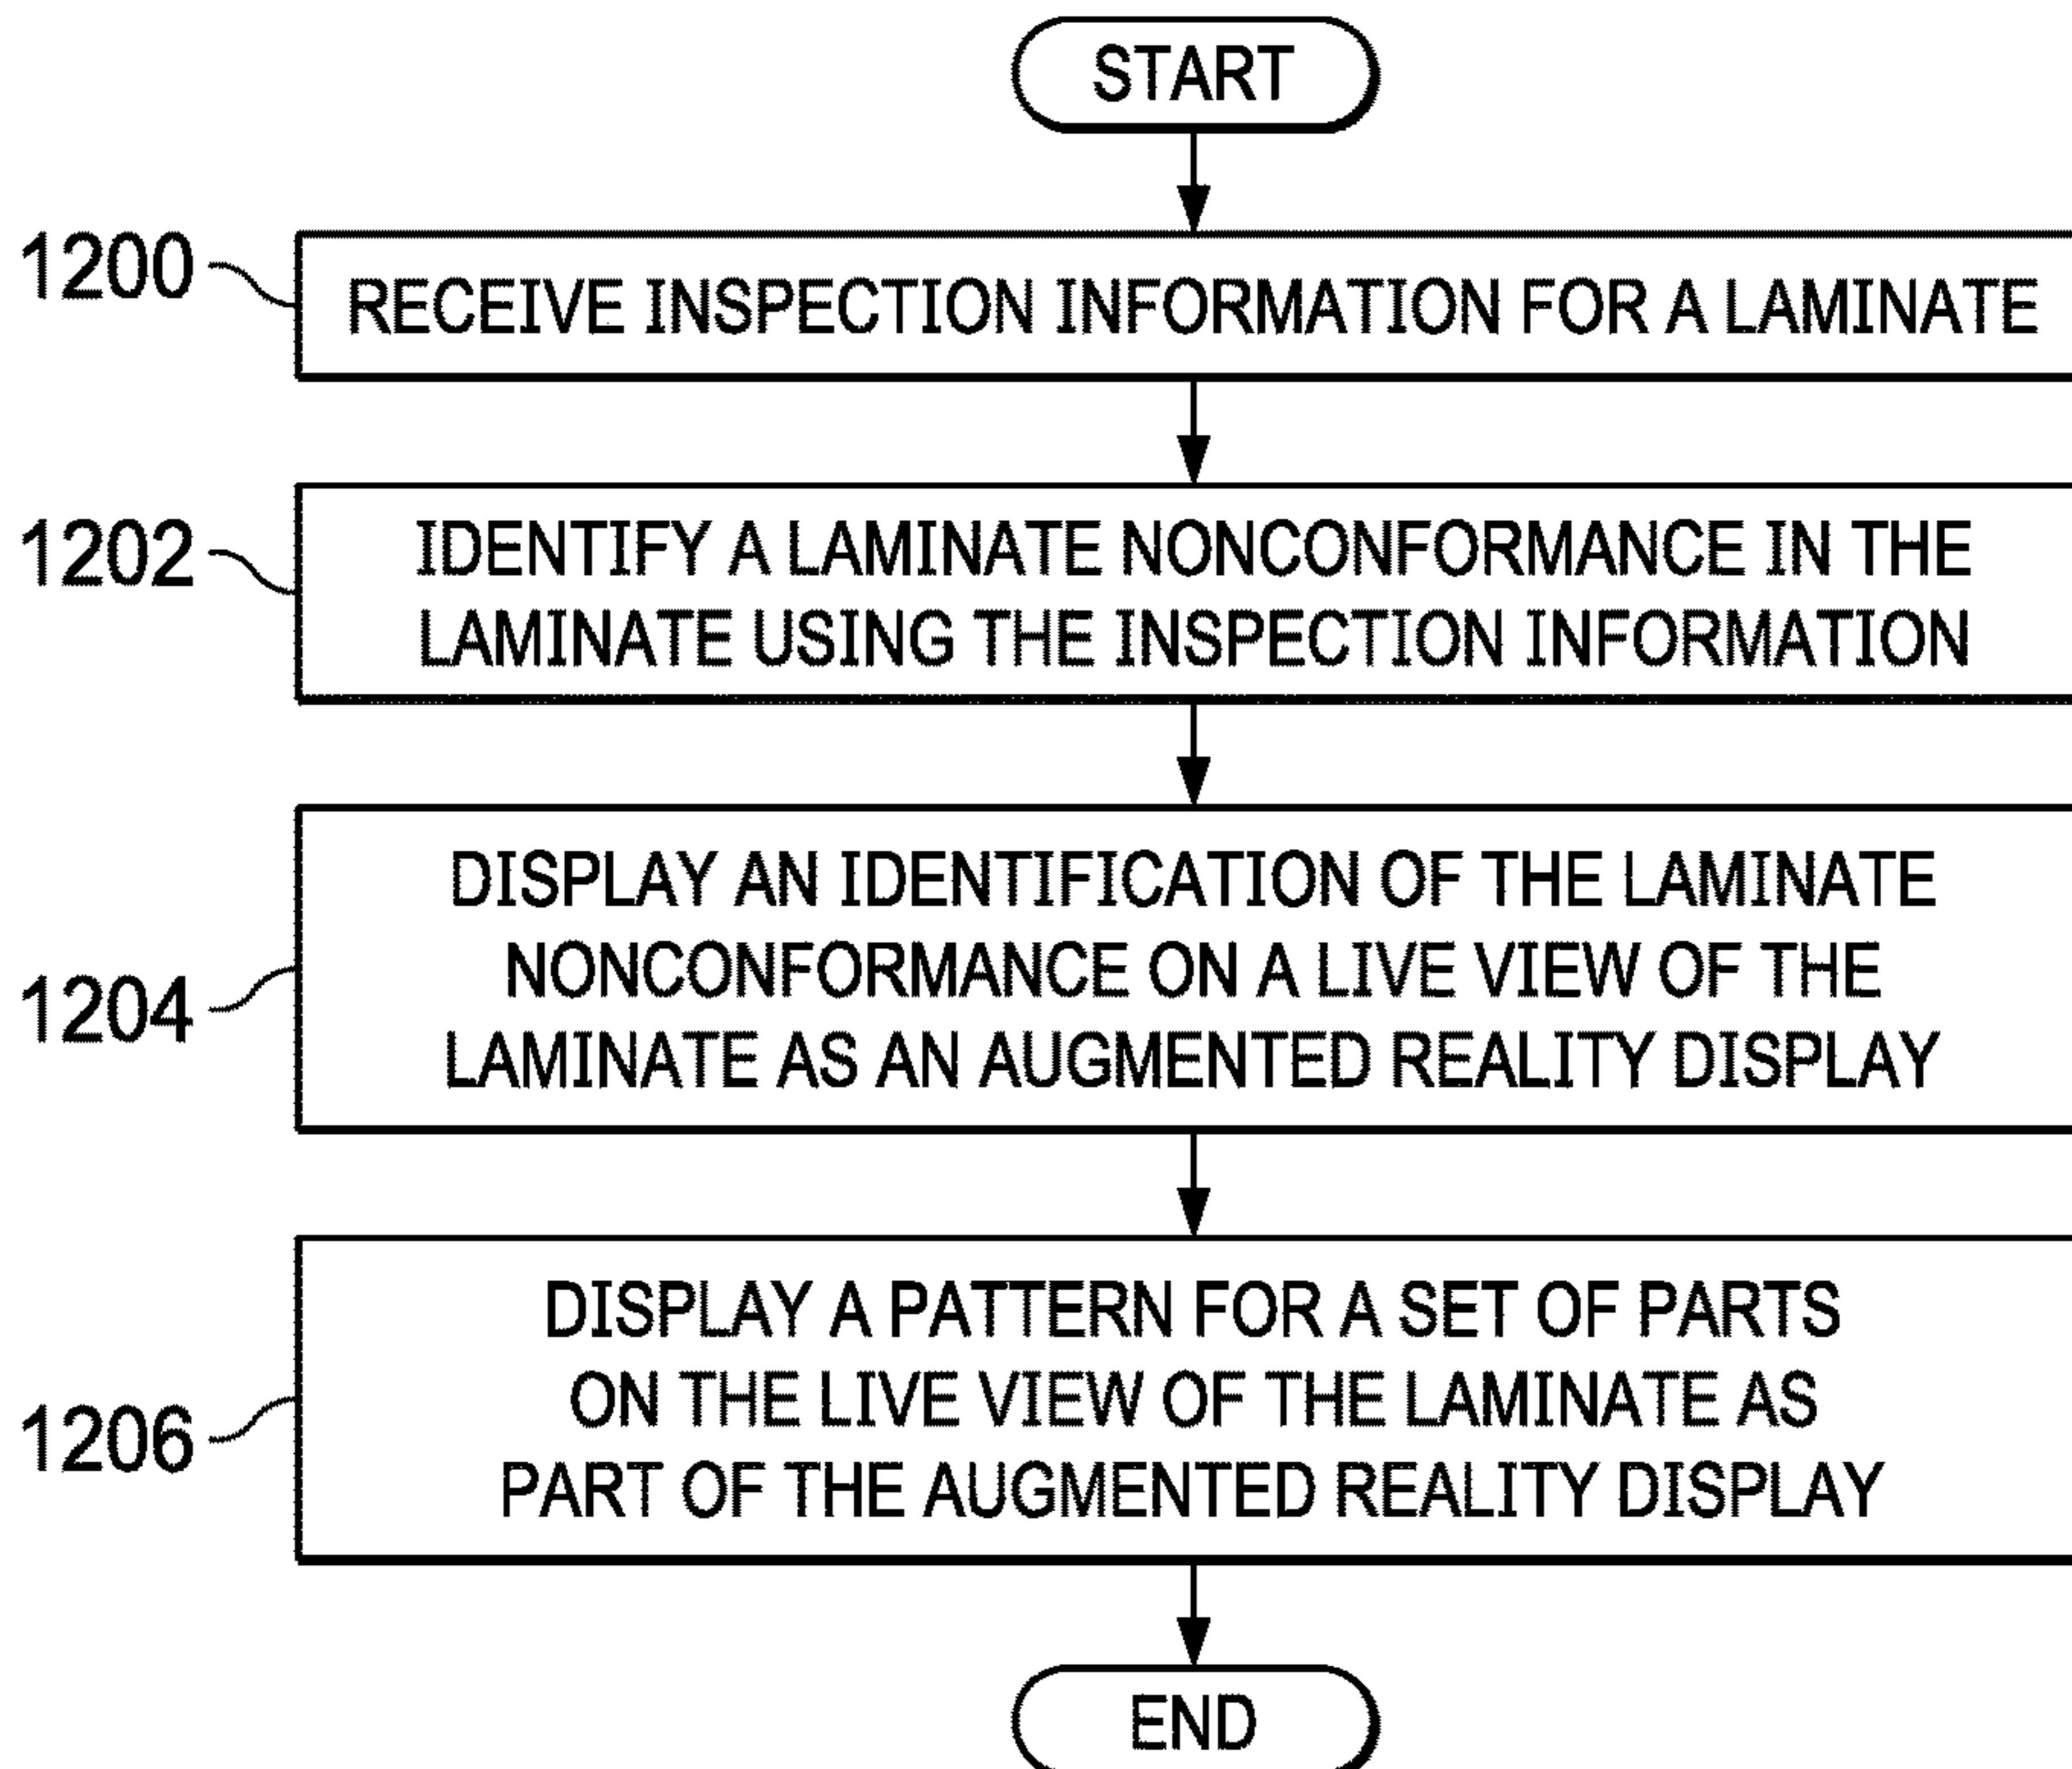 START
1200
RECEIVE INSPECTION INFORMATION FOR A LAMINATE
1202
IDENTIFY A LAMINATE NONCONFORMANCE IN THE
LAMINATE USING THE INSPECTION INFORMATION
1204
DISPLAY AN IDENTIFICATION OF THE LAMINATE
NONCONFORMANCE ON A LIVE VIEW OF THE
LAMINATE AS AN AUGMENTED REALITY DISPLAY
1206
DISPLAY A PATTERN FOR A SET OF PARTS
ON THE LIVE VIEW OF THE LAMINATE AS
PART OF THE AUGMENTED REALITY DISPLAY
END